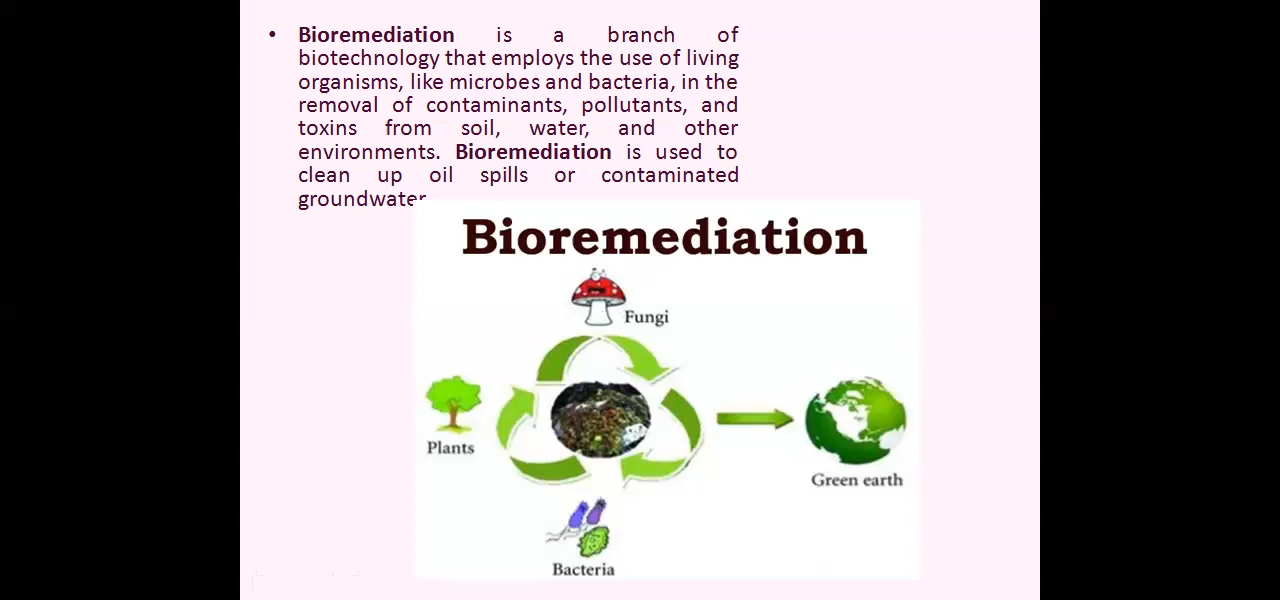 • Bioremediation is a branch of
biotechnology that employs the use of living
organisms, like microbes and bacteria, in the
removal of contaminants, pollutants, and
toxins from soil, water, and other
environments. Bioremediation is used to
clean up oil spills or contaminated
groundwater
Bioremediation
Fungi
Plants
Green earth
Bacteria